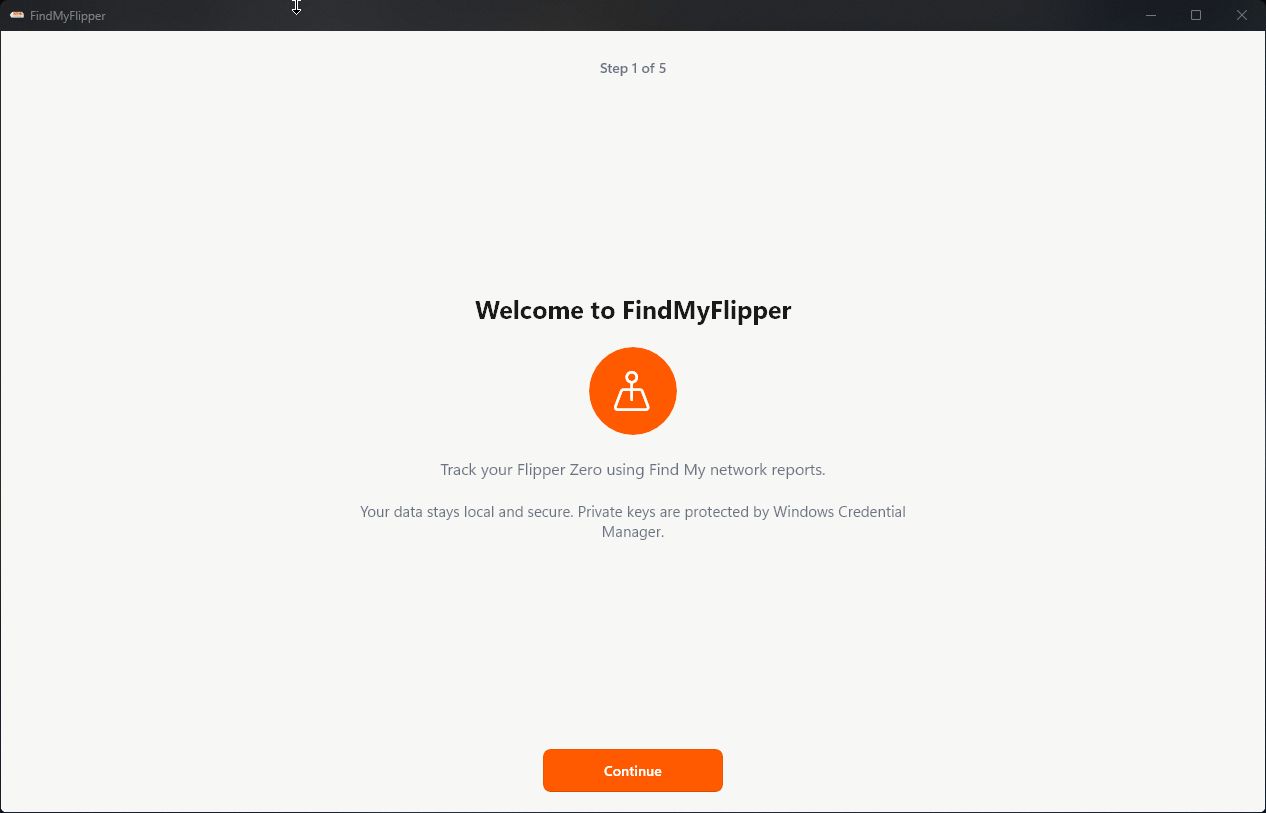 FindMyFlipper
Step 1 of 5
Welcome to FindMyFlipper
Track your Flipper Zero using Find My network reports.
Your data stays local and secure. Private keys are protected by Windows Credential
Manager.
Continue